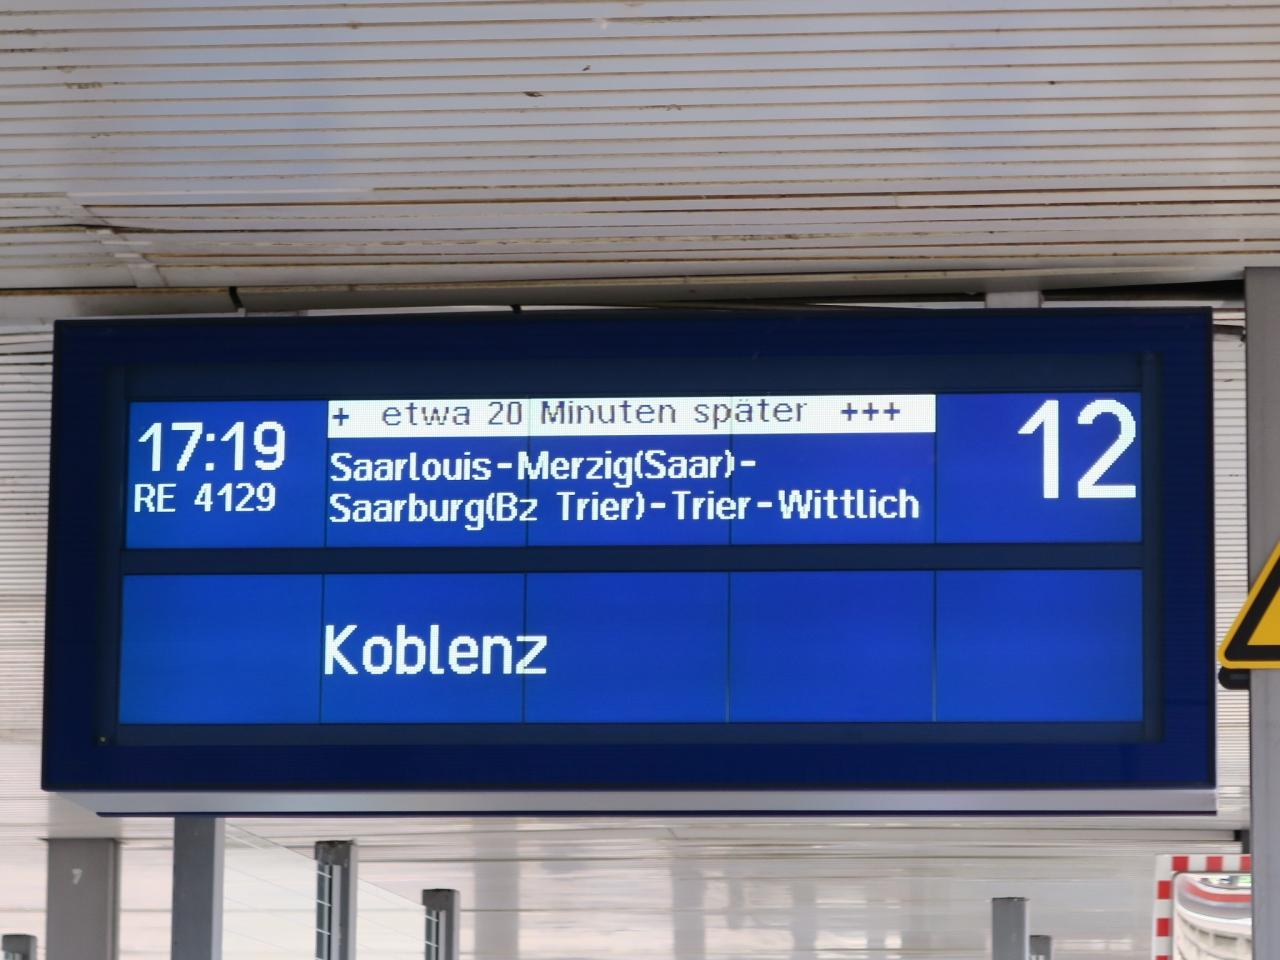 17:19
RE 4129
+ etwa 20 Minuten später +++
Saarlouis-Merzig(Saar)-
Saarburg(Bz Trier)-Trier-Wittlich
12
Koblenz